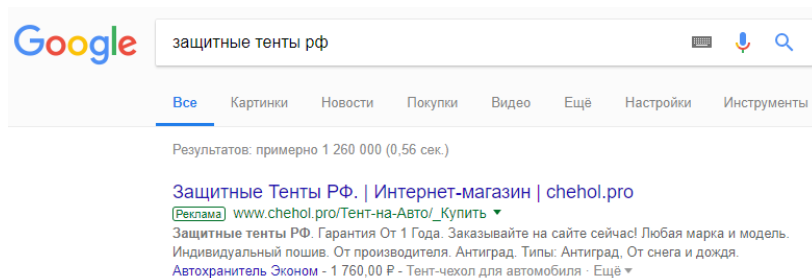 Google
защитные тенты рф
Все Картинки Новости Покупки Видео Ещё Настройки Инструменты
Результатов: примерно 1 260 000 (0,56 сек.)
Защитные Тенты РФ. | Интернет-магазин | chehol.pro
Реклама www.chehol.pro/Тент-на-Авто/_Купить ▼
Защитные тенты РФ. Гарантия От 1 Года. Заказывайте на сайте сейчас! Любая марка и модель.
Индивидуальный пошив. От производителя. Антиград. Типы: Антиград, От снега и дождя.
Автохранитель Эконом - 1 760,00 ₽ - Тент-чехол для автомобиля · Ещё ▼